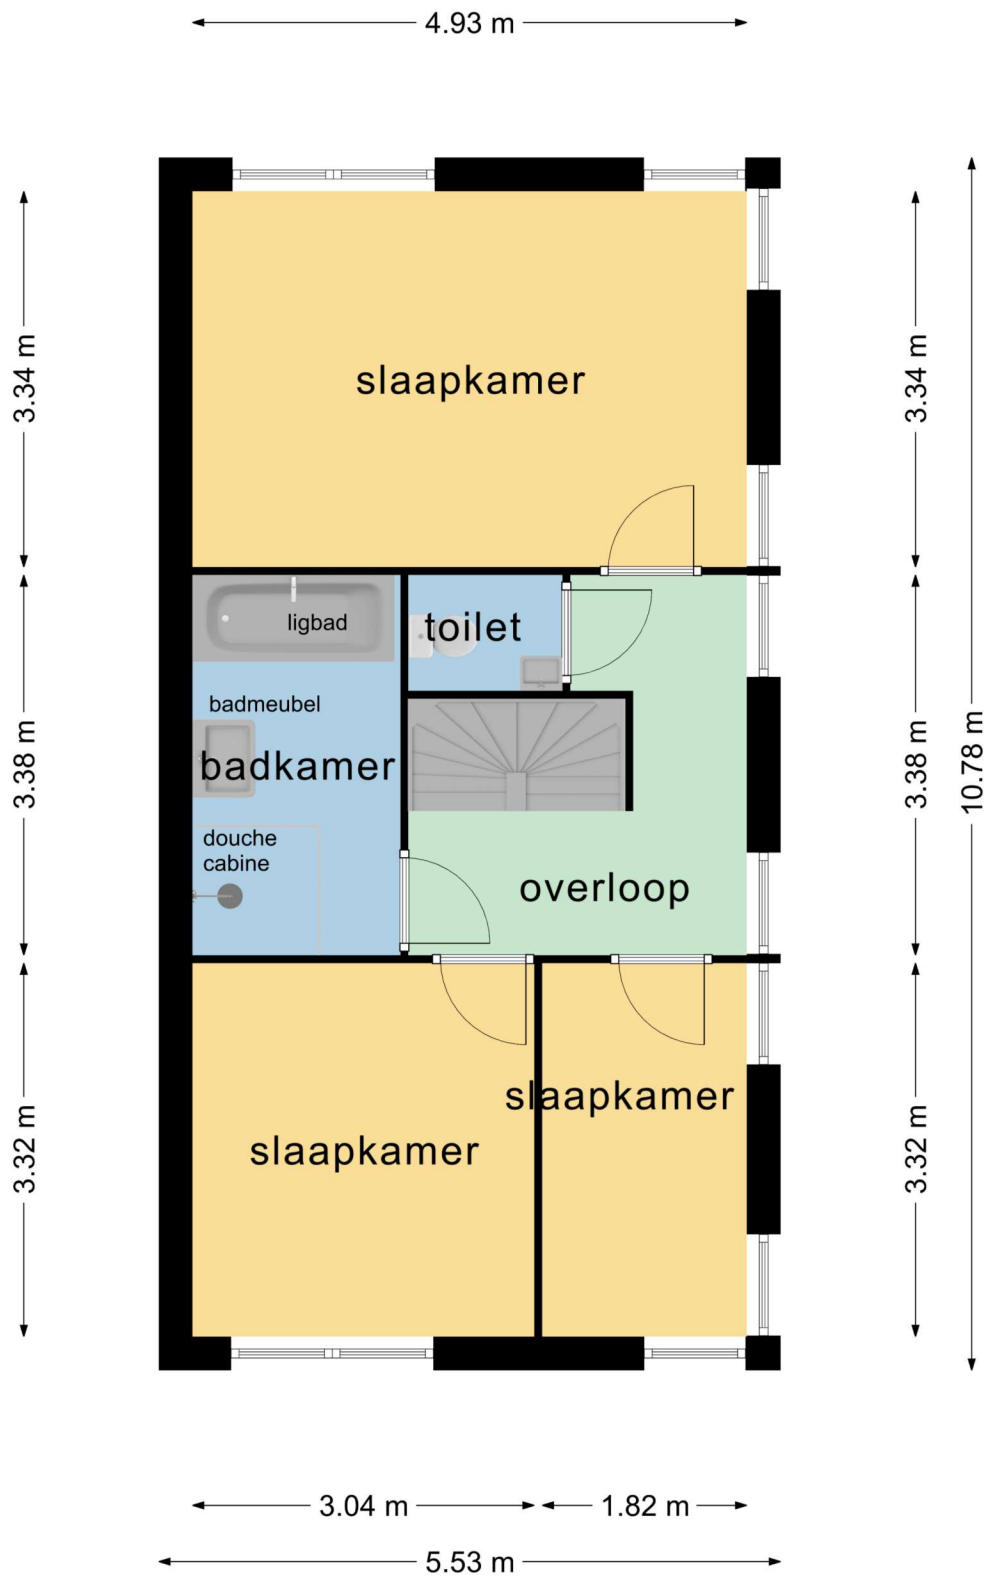 4.93 m
3.34 m
3.34 m
slaapkamer
ligbad
toilet
badmeubel
badkamer
3.38 m
3.38 m
10.78 m
douche
cabine
overloop
slaapkamer
slaapkamer
3.32 m
3.32 m
3.04 m
1.82 m
5.53 m